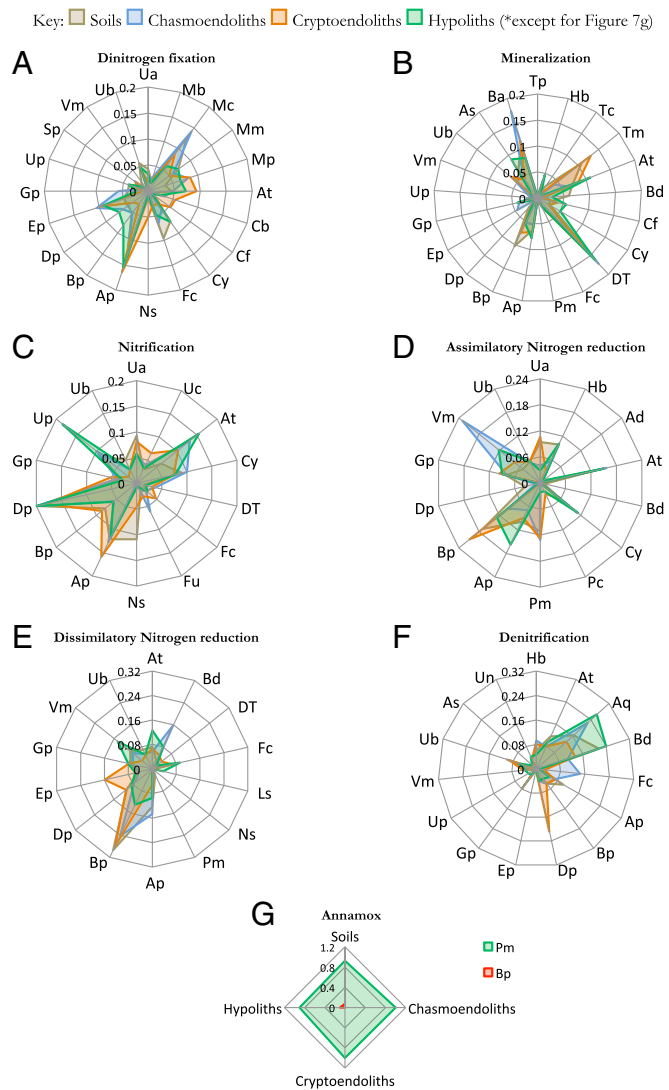 Key: Soils Chasmoendoliths Cryptoendoliths Hypoliths (*except for Figure 7g)
A
Dinitrogen fixation
Ua
Mb
Mc
Mm
Mp
At
Cb
Cf
Cy
Fc
Ns
Ap
Bp
Dp
Ep
Gp
Up
Sp
Vm
Ub
0.2
0.15
0.1
0.05
0
B
Mineralization
Tp
Hb
Tc
Tm
At
Bd
Cf
Cy
DT
Fc
Pm
Ap
Bp
Dp
Ep
Gp
Up
Vm
Ub
As
Ba
0.2
0.15
0.1
0.05
0
C
Nitrification
Ua
Uc
At
Cy
DT
Fc
Fu
Ns
Ap
Bp
Dp
Gp
Up
Ub
0.2
0.15
0.1
0.05
0
D
Assimilatory Nitrogen reduction
Ua
Hb
Ad
At
Bd
Cy
Pc
Pm
Ap
Bp
Dp
Gp
Vm
Ub
0.24
0.18
0.12
0.06
0
E
Dissimilatory Nitrogen reduction
At
Bd
DT
Fc
Ls
Ns
Pm
Ap
Bp
Dp
Ep
Gp
Vm
Ub
0.32
0.24
0.16
0.08
0
F
Denitrification
Hb
At
Aq
Bd
Fc
Ap
Bp
Dp
Ep
Gp
Up
Vm
Ub
As
Un
0.32
0.24
0.16
0.08
0
G
Annamox
Soils
Chasmoendoliths
Cryptoendoliths
Hypoliths
1.2
0.8
0.4
0
Pm
Bp